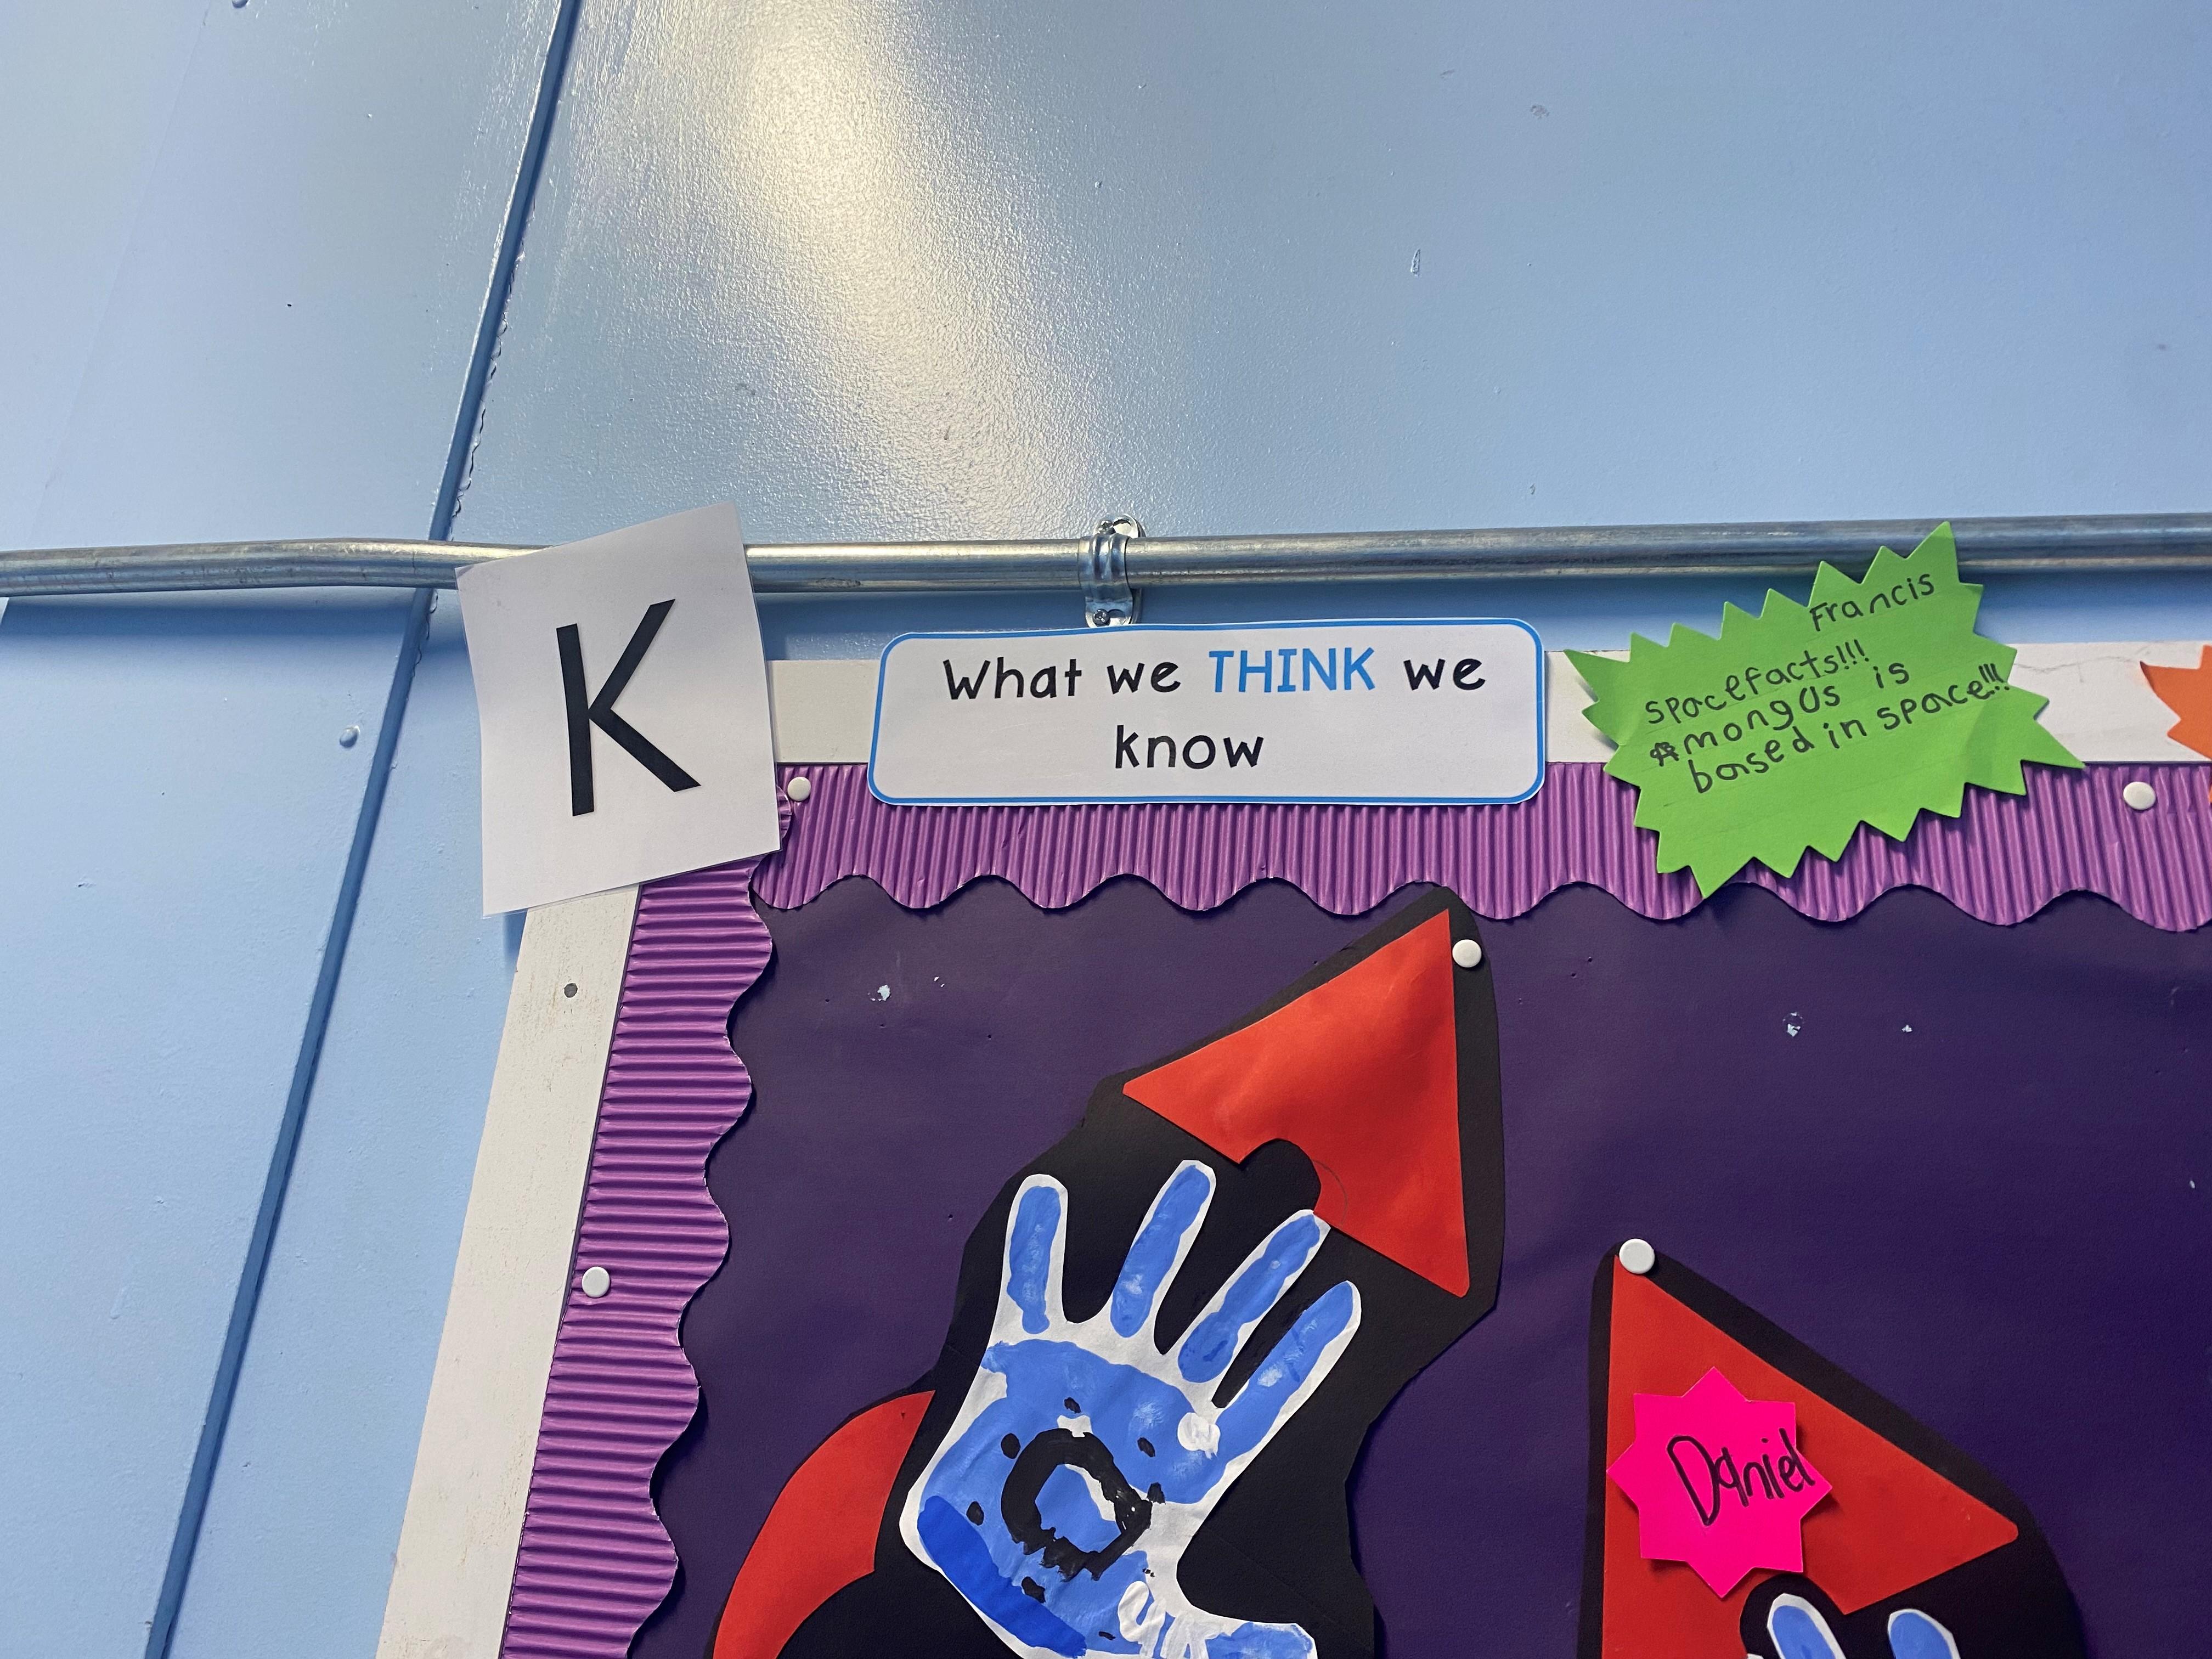 K
What we THINK we
know
Francis
spacefacts!!!
Among us is
based in space!!!
Daniel